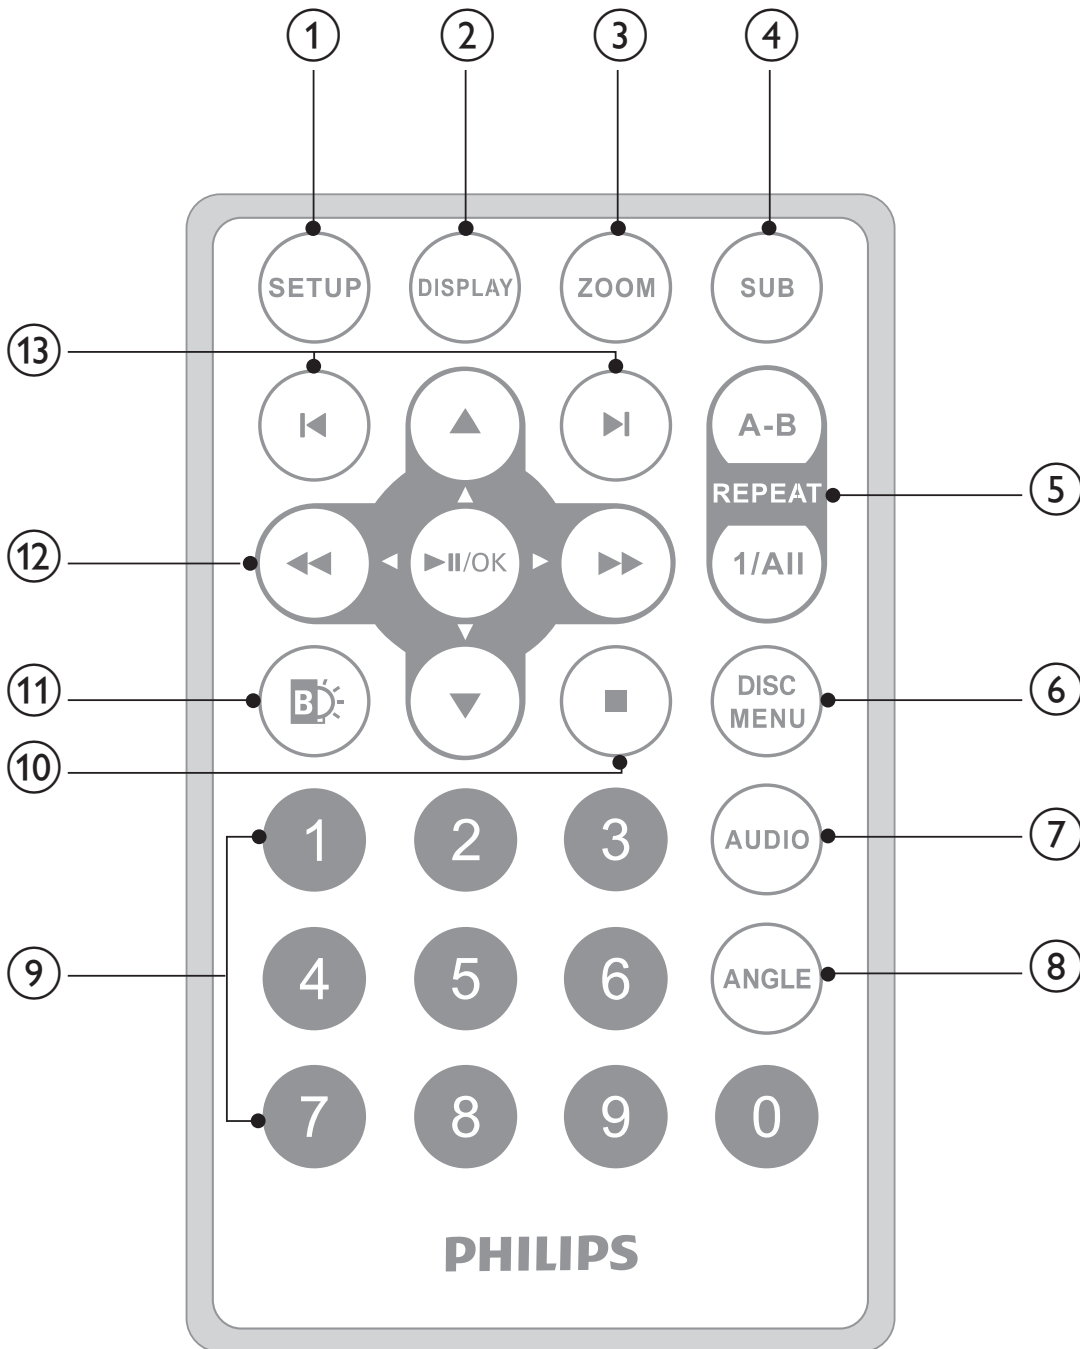 1 2 3 4
SETUP DISPLAY ZOOM SUB
13
A-B
REPEAT
5
12
/OK
1/All
11
B
DISC
MENU
6
10
1 2 3
AUDIO
7
9
4 5 6
ANGLE
8
7 8 9 0
PHILIPS